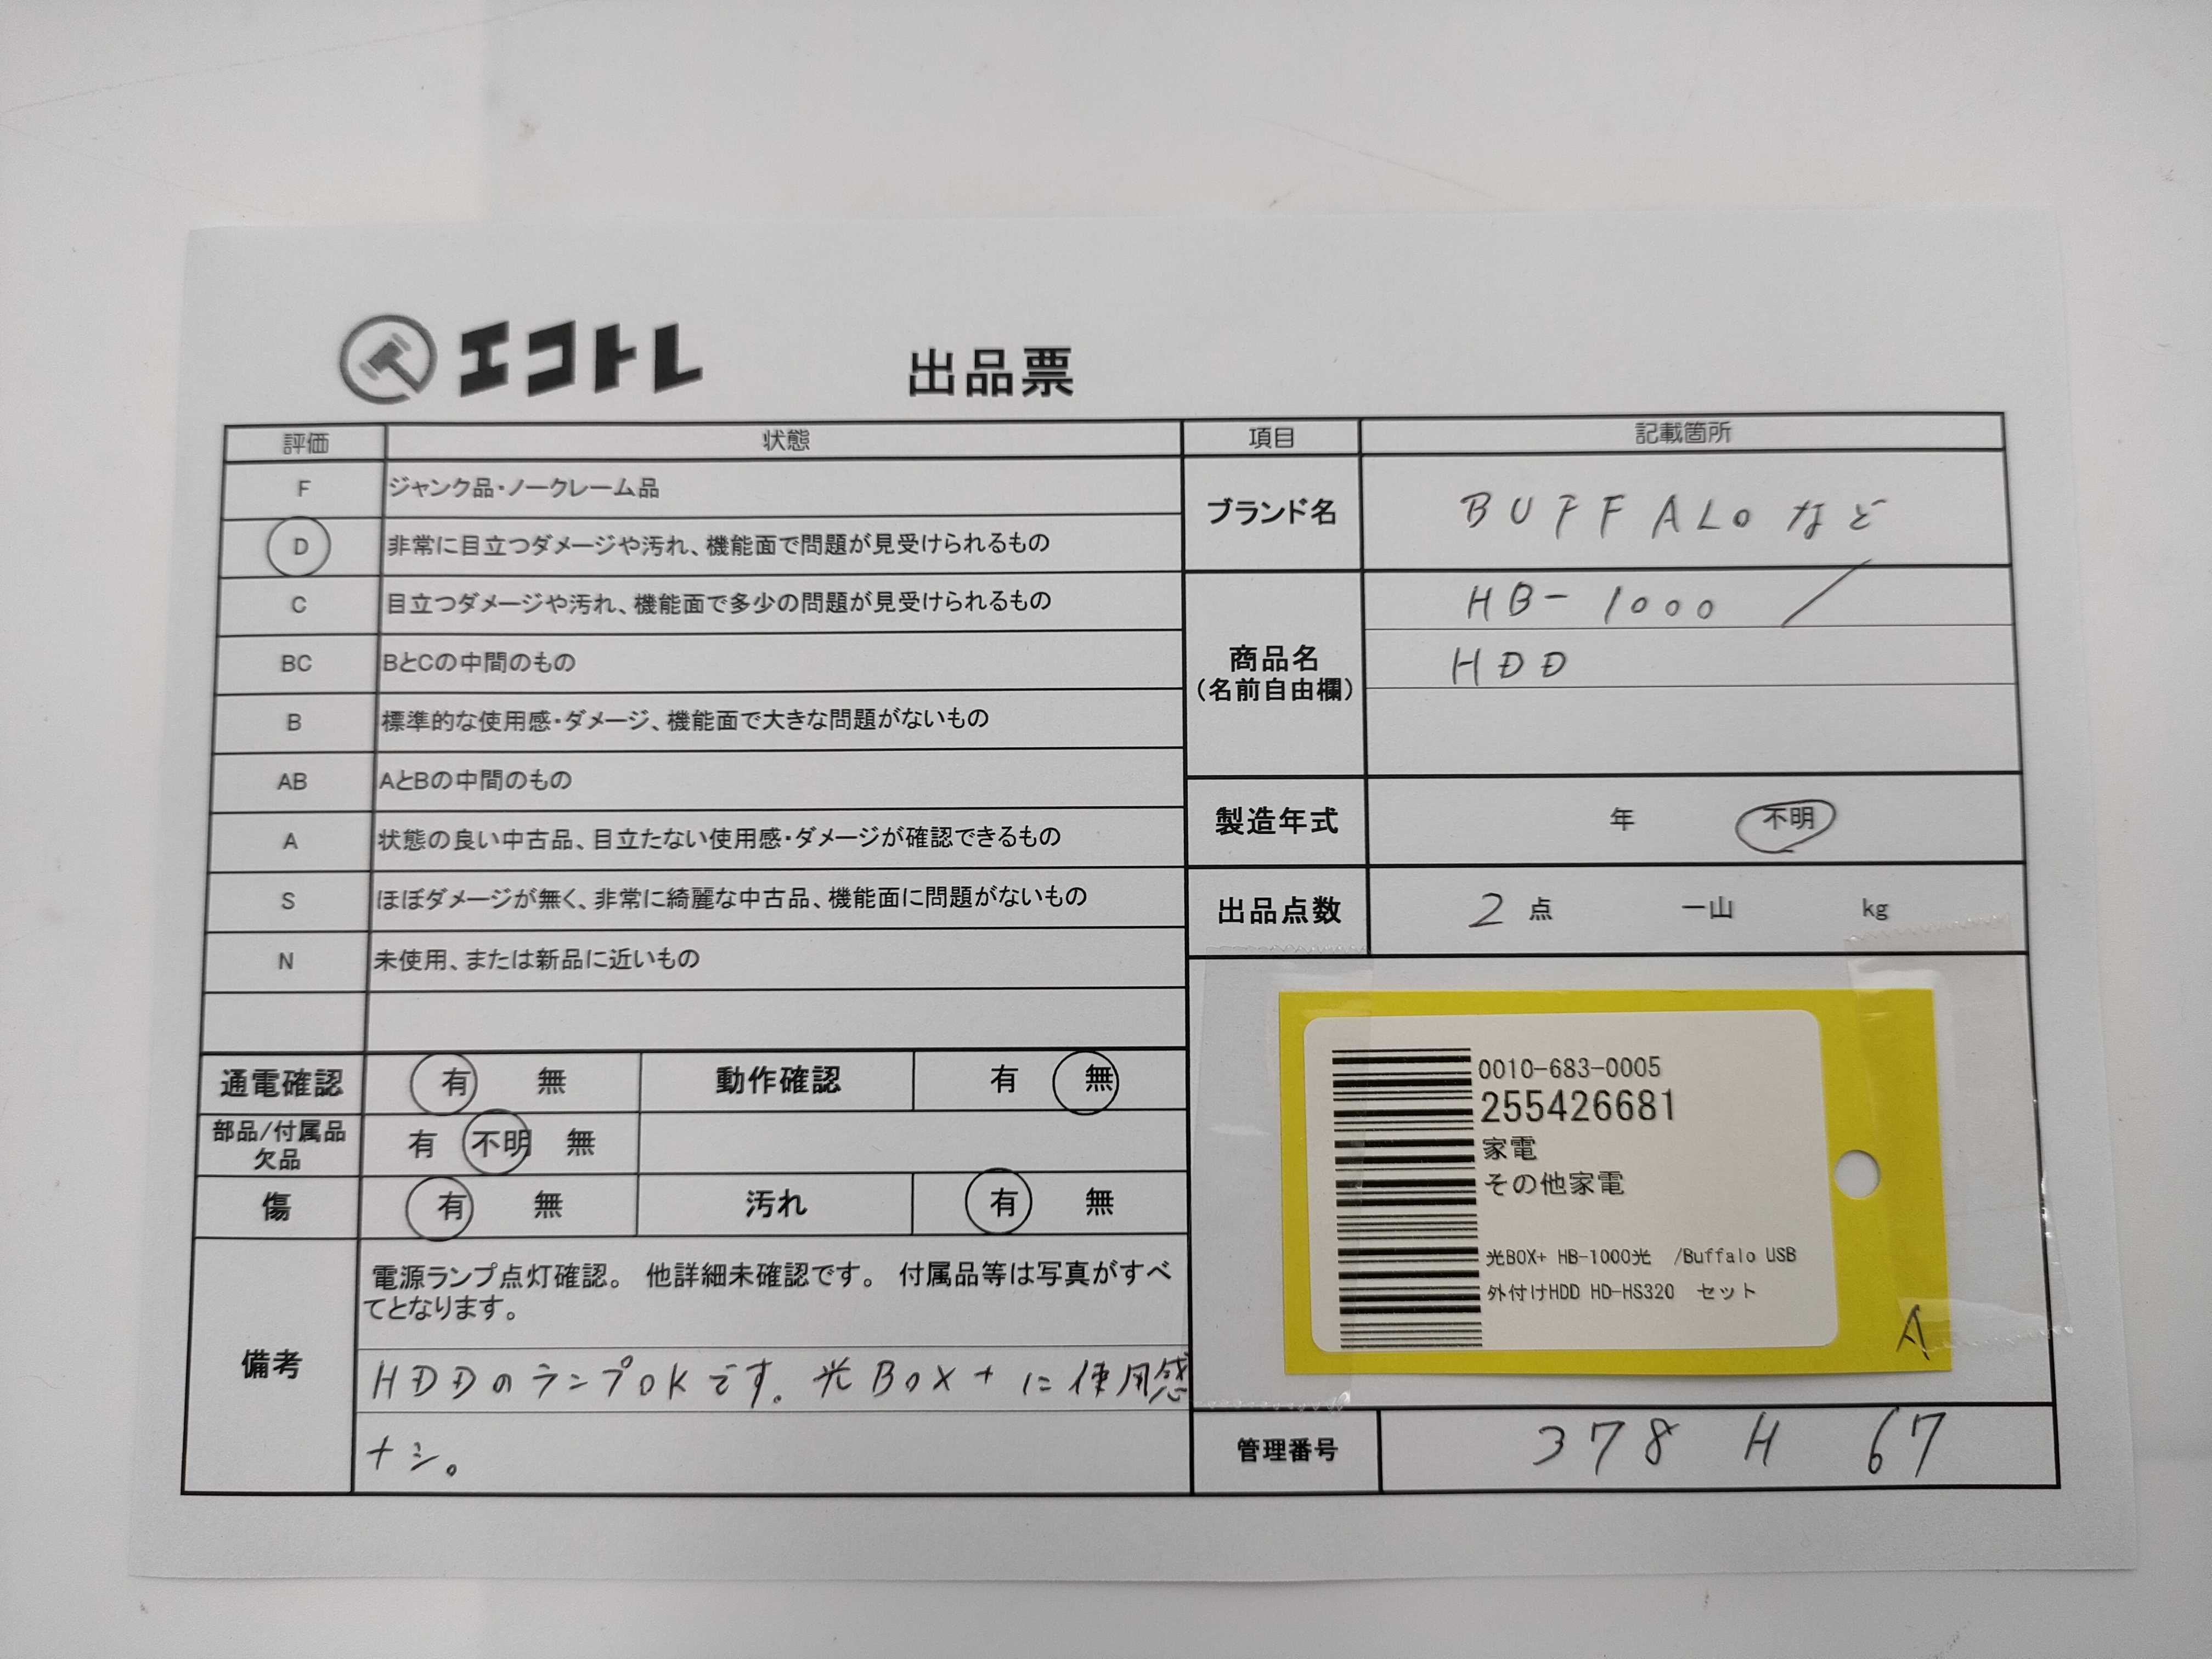 エコトレ 出品票
評価 状態
F ジャンク品・ノークレーム品
D 非常に目立つダメージや汚れ、機能面で問題が見受けられるもの
C 目立つダメージや汚れ、機能面で多少の問題が見受けられるもの
BC BとCの中間のもの
B 標準的な使用感・ダメージ、機能面で大きな問題がないもの
AB AとBの中間のもの
A 状態の良い中古品、目立たない使用感・ダメージが確認できるもの
S ほぼダメージが無く、非常に綺麗な中古品、機能面に問題がないもの
N 未使用、または新品に近いもの
通電確認 有 無 動作確認 有 無
部品/付属品
欠品 有 不明 無
傷 有 無 汚れ 有 無
備考
電源ランプ点灯確認。 他詳細未確認です。 付属品等は写真がすべ
てとなります。
HDDのランプOKです。光BOX+に使用感
ナシ。
項目 記載箇所
ブランド名 BUFFALOなど
商品名
(名前自由欄)
HB-1000 /
HDD
製造年式 年 不明
出品点数 2 点 一山 kg
0010-683-0005
255426681
家電
その他家電
光BOX+ HB-1000光 /Buffalo USB
外付けHDD HD-HS320 セット
A
管理番号 378 H 67